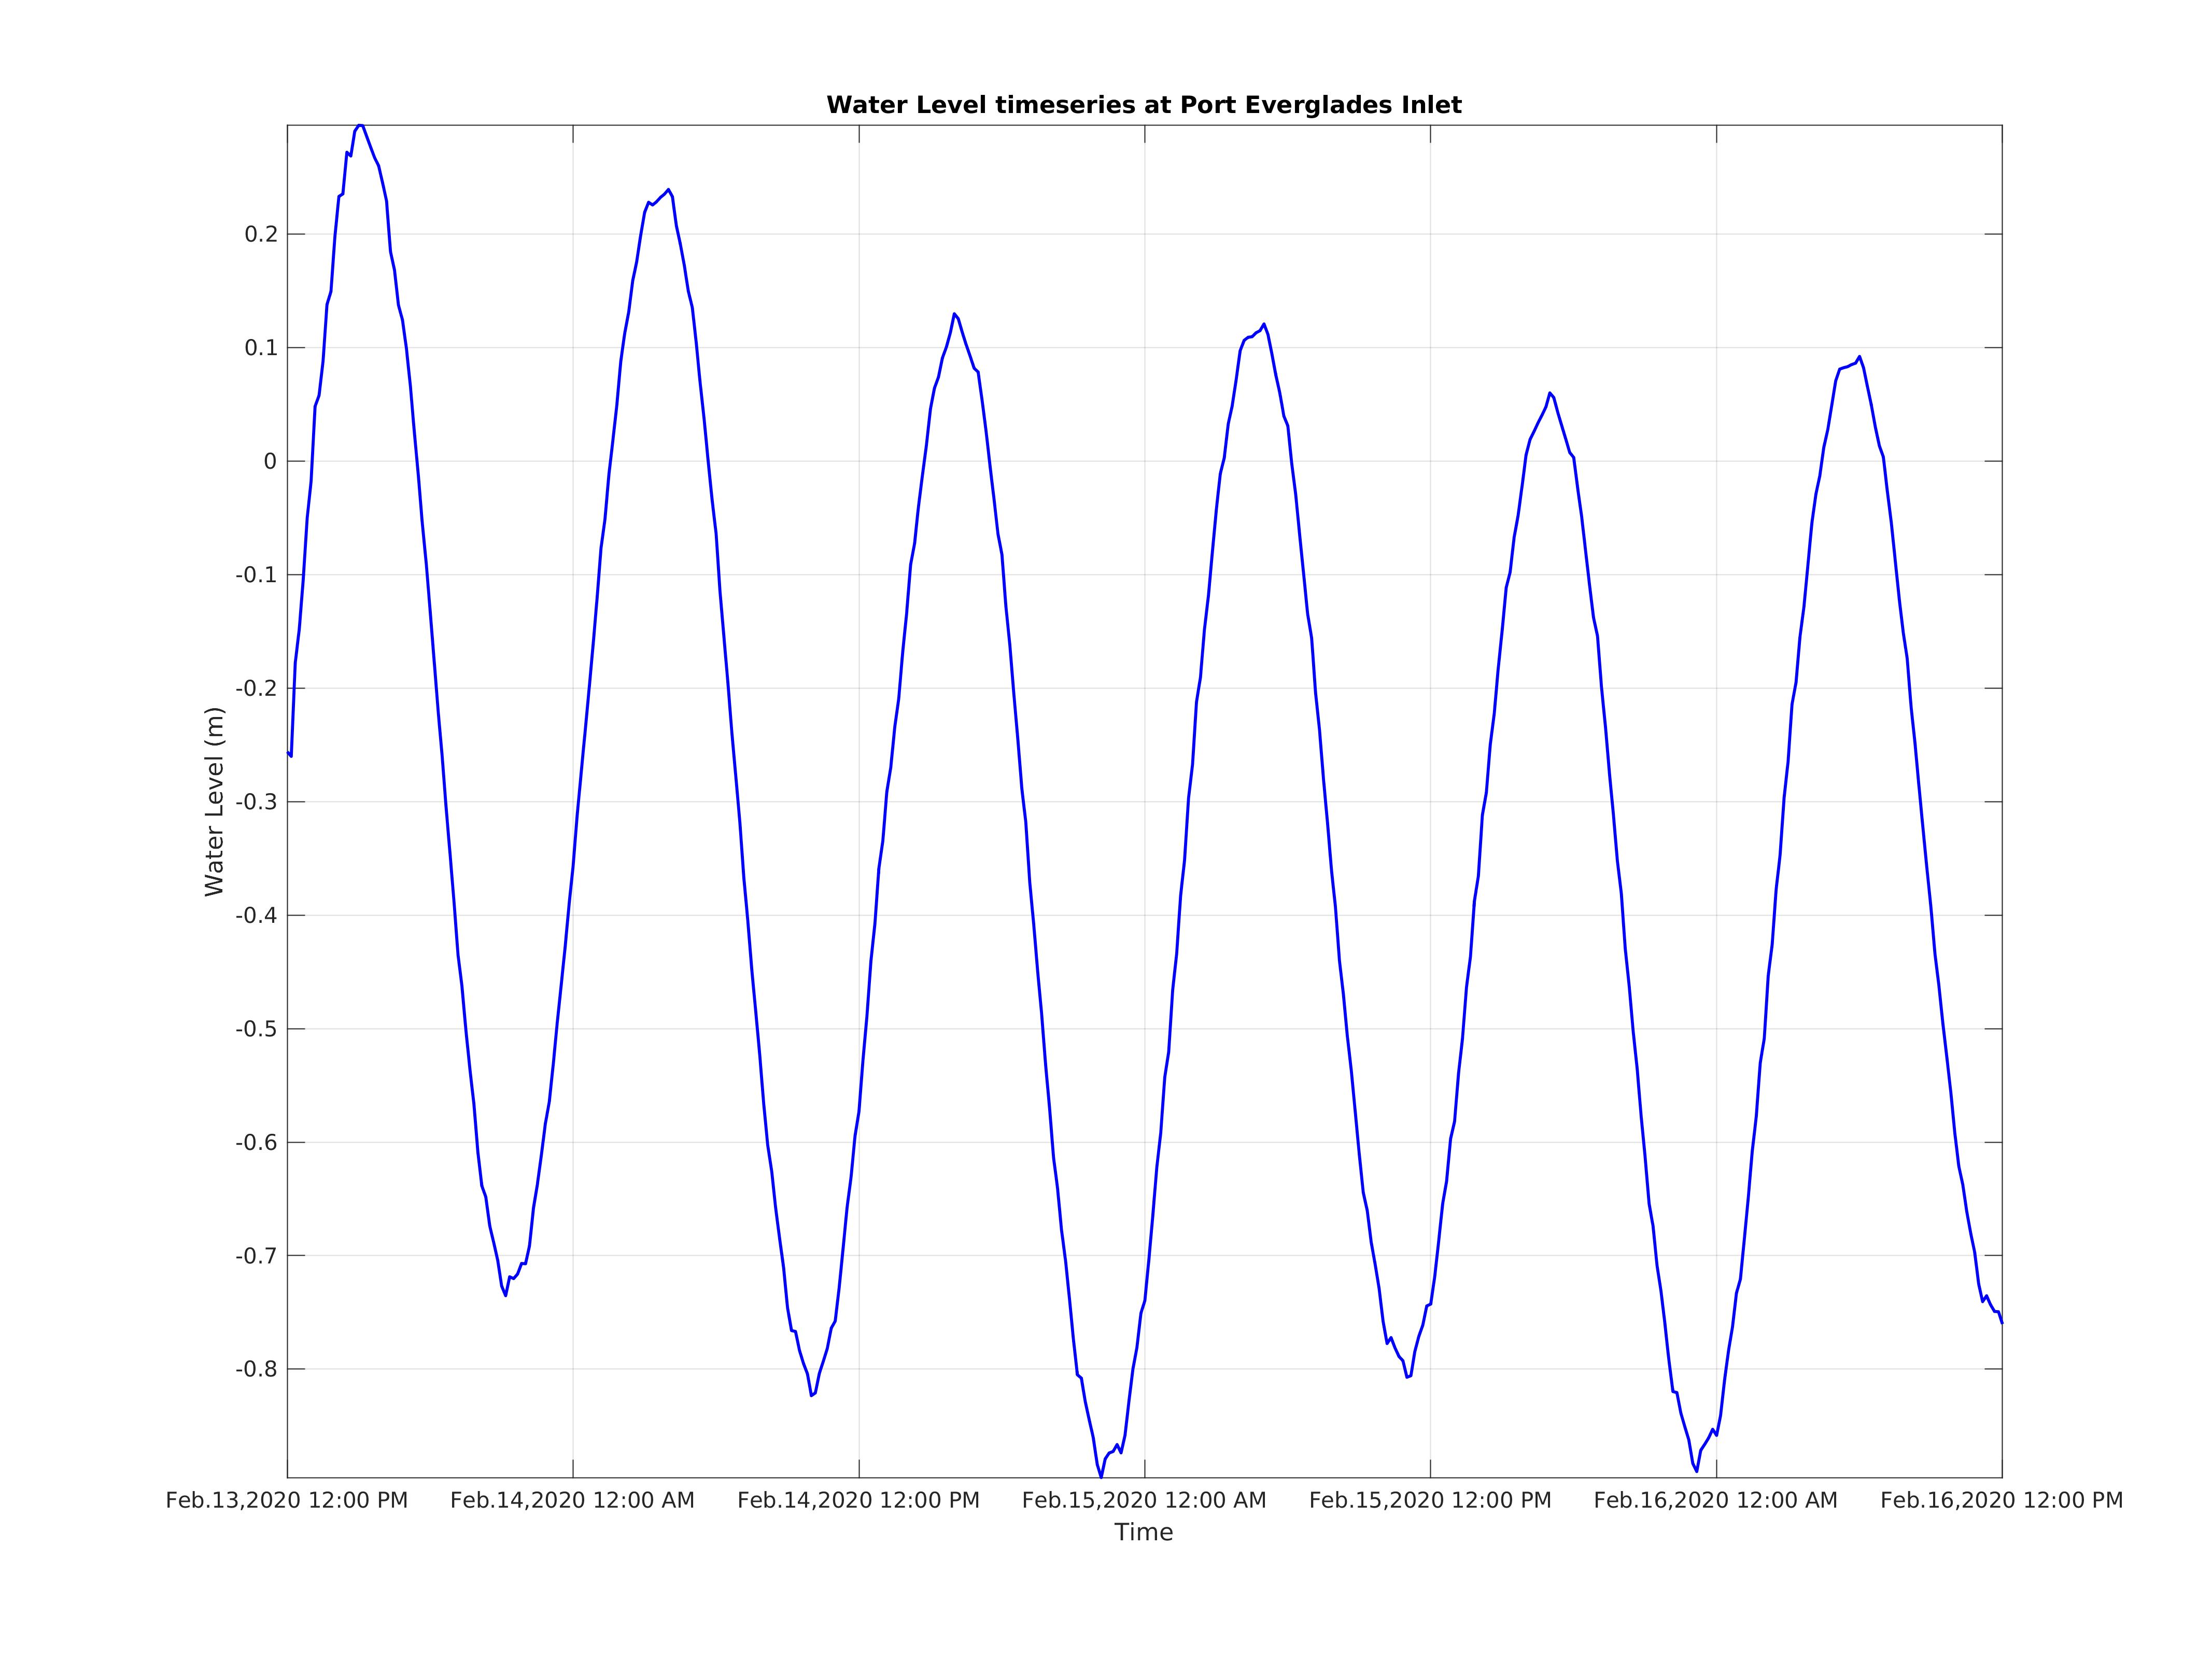 Water Level timeseries at Port Everglades Inlet
0.2
0.1
0
-0.1
-0.2
-0.3
-0.4
-0.5
-0.6
-0.7
-0.8
Water Level (m)
Feb.13,2020 12:00 PM Feb.14,2020 12:00 AM Feb.14,2020 12:00 PM Feb.15,2020 12:00 AM Feb.15,2020 12:00 PM Feb.16,2020 12:00 AM Feb.16,2020 12:00 PM
Time